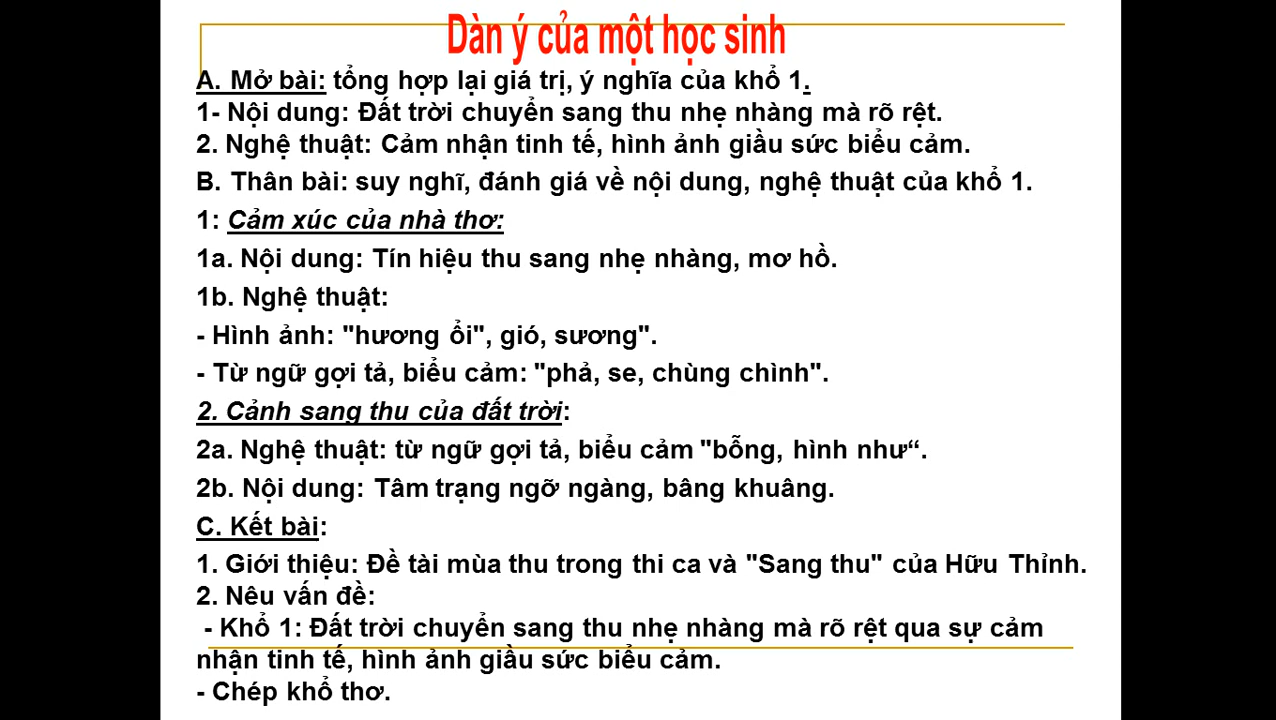 Dàn ý của một học sinh
A. Mở bài: tổng hợp lại giá trị, ý nghĩa của khổ 1.
1- Nội dung: Đất trời chuyển sang thu nhẹ nhàng mà rõ rệt.
2. Nghệ thuật: Cảm nhận tinh tế, hình ảnh giầu sức biểu cảm.
B. Thân bài: suy nghĩ, đánh giá về nội dung, nghệ thuật của khổ 1.
1: Cảm xúc của nhà thơ:
1a. Nội dung: Tín hiệu thu sang nhẹ nhàng, mơ hồ.
1b. Nghệ thuật:
- Hình ảnh: "hương ổi", gió, sương".
- Từ ngữ gợi tả, biểu cảm: "phả, se, chùng chình".
2. Cảnh sang thu của đất trời:
2a. Nghệ thuật: từ ngữ gợi tả, biểu cảm "bỗng, hình như“.
2b. Nội dung: Tâm trạng ngỡ ngàng, bâng khuâng.
C. Kết bài:
1. Giới thiệu: Đề tài mùa thu trong thi ca và "Sang thu" của Hữu Thỉnh.
2. Nêu vấn đề:
- Khổ 1: Đất trời chuyển sang thu nhẹ nhàng mà rõ rệt qua sự cảm
nhận tinh tế, hình ảnh giầu sức biểu cảm.
- Chép khổ thơ.